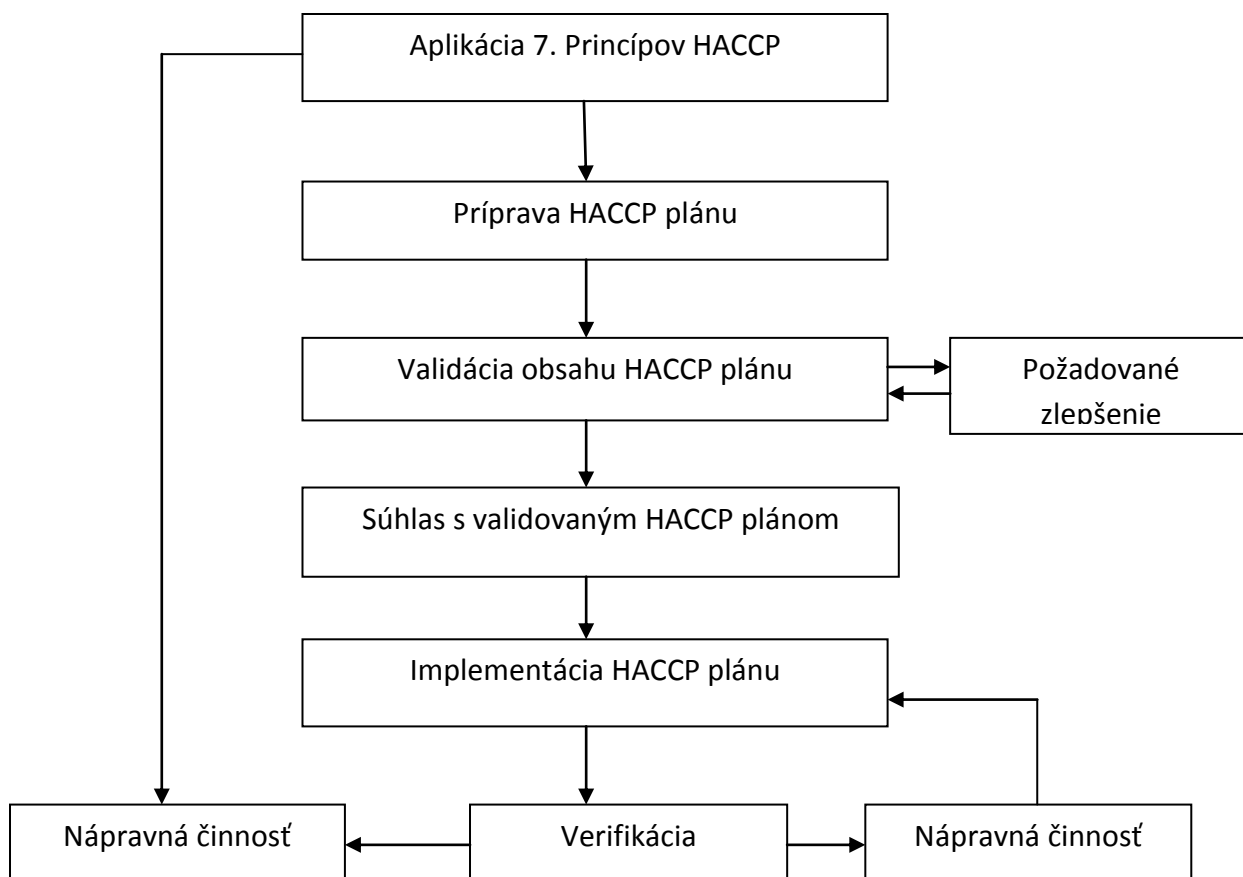 Aplikácia 7. Princípov HACCP
Príprava HACCP plánu
Validácia obsahu HACCP plánu
Požadované
zlepšenie
Súhlas s validovaným HACCP plánom
Implementácia HACCP plánu
Nápravná činnosť
Verifikácia
Nápravná činnosť